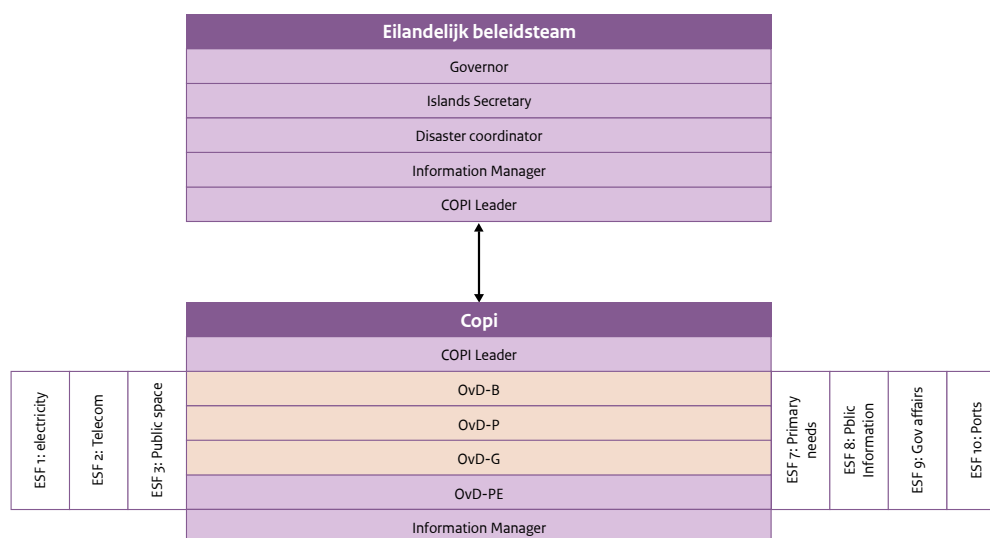 Eilandelijk beleidsteam
Governor
Islands Secretary
Disaster coordinator
Information Manager
COPI Leader
Copi
COPI Leader
OvD-B
OvD-P
OvD-G
OvD-PE
Information Manager
ESF 1: electricity
ESF 2: Telecom
ESF 3: Public space
ESF 7: Primary
needs
ESF 8: Pblic
Information
ESF 9: Gov affairs
ESF 10: Ports